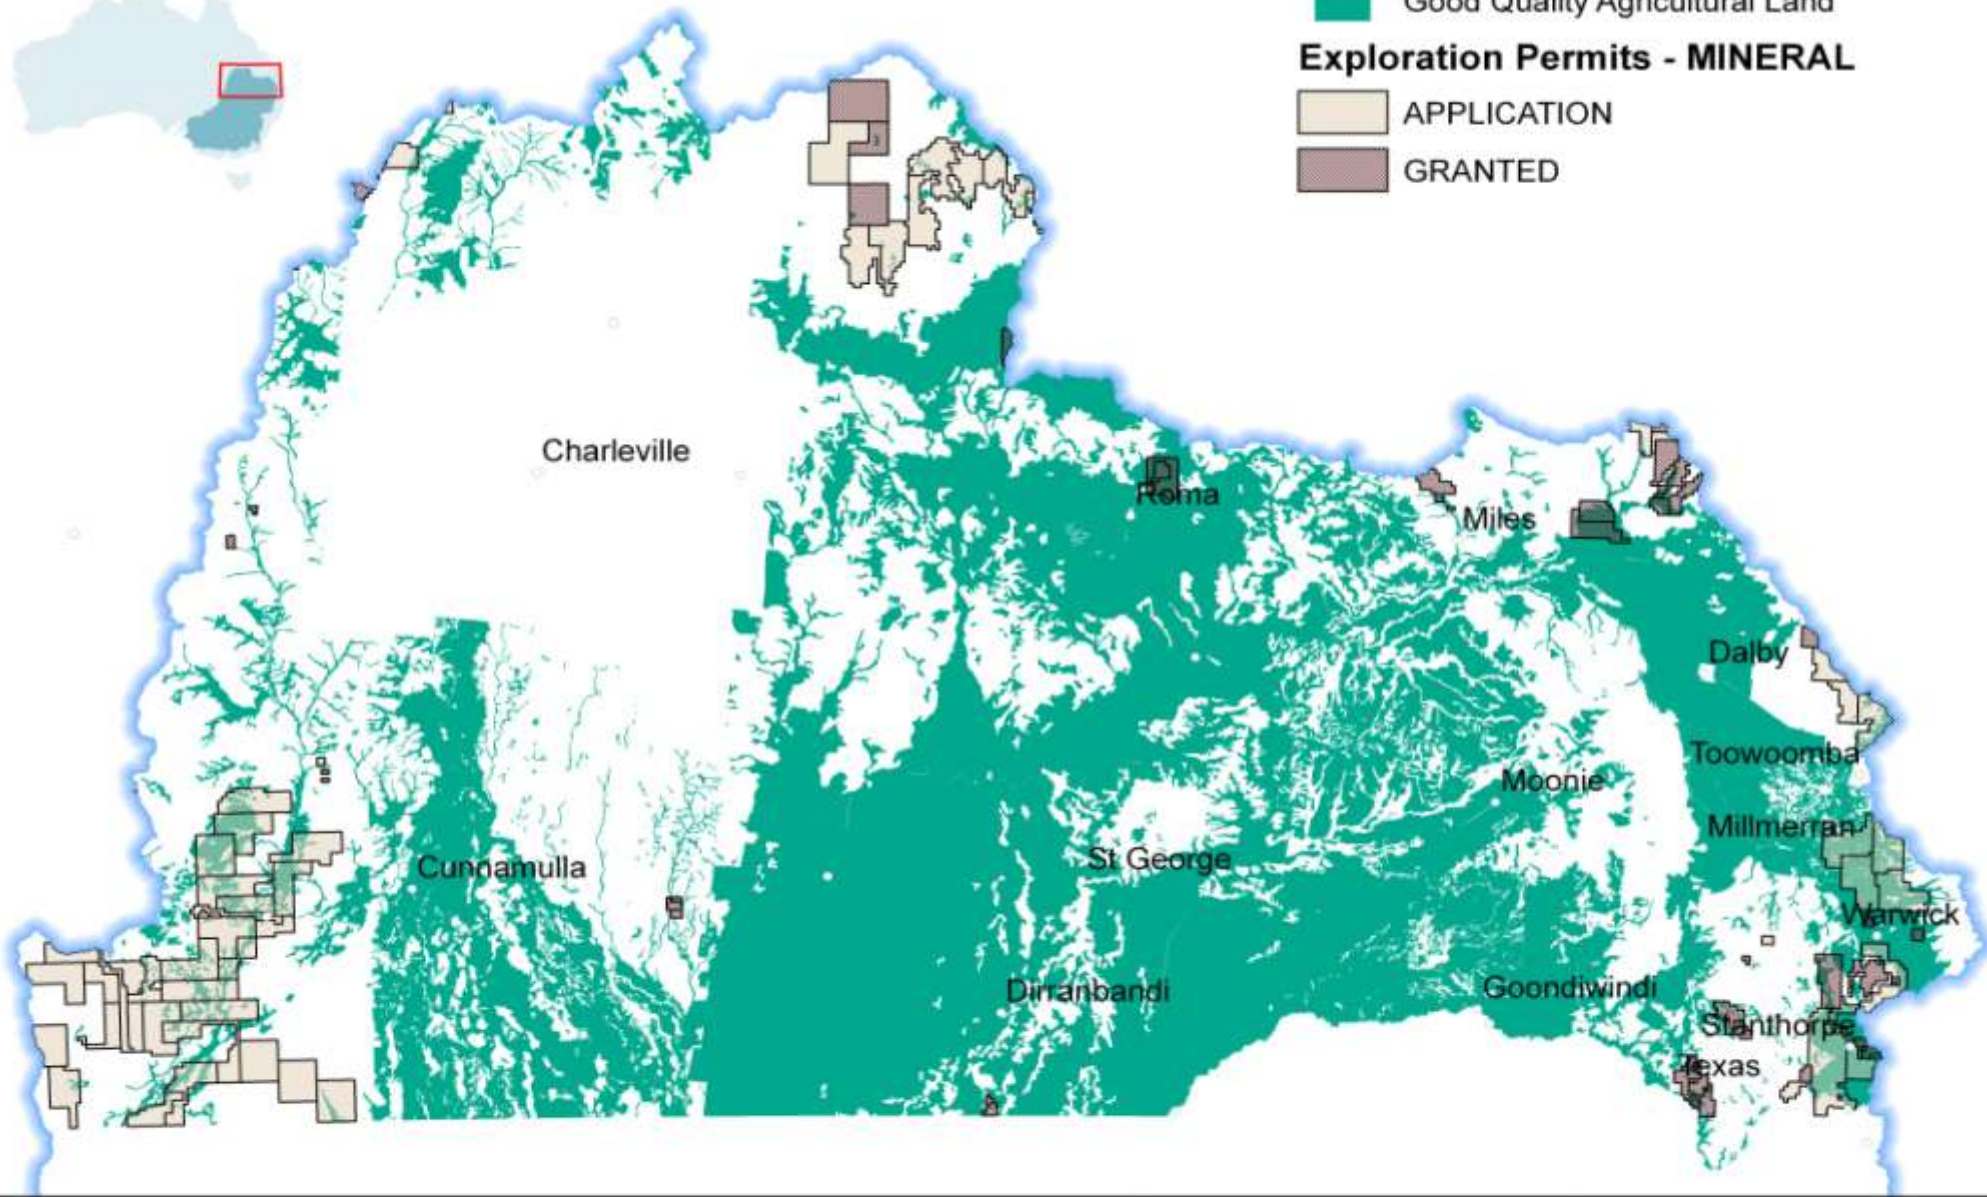 Good Quality Agricultural Land
Exploration Permits - MINERAL
APPLICATION
GRANTED
Charleville
Roma
Miles
Dalby
Toowoomba
Moonie
Millmerran
St George
Cunnamulla
Warwick
Dirranbandi
Goondiwindi
Stanthorpe
Texas